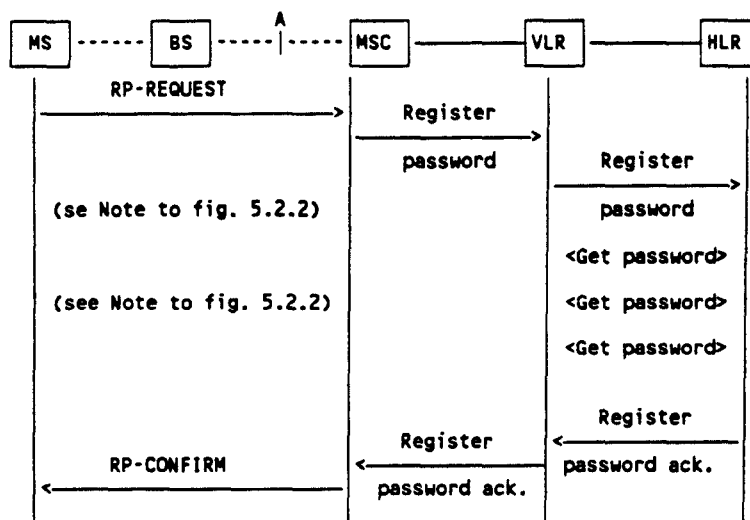 A
MS BS MSC VLR HLR
RP-REQUEST
Register
password
Register
password
(se Note to fig. 5.2.2)
<Get password>
(see Note to fig. 5.2.2)
<Get password>
<Get password>
Register
password ack.
Register
password ack.
RP-CONFIRM